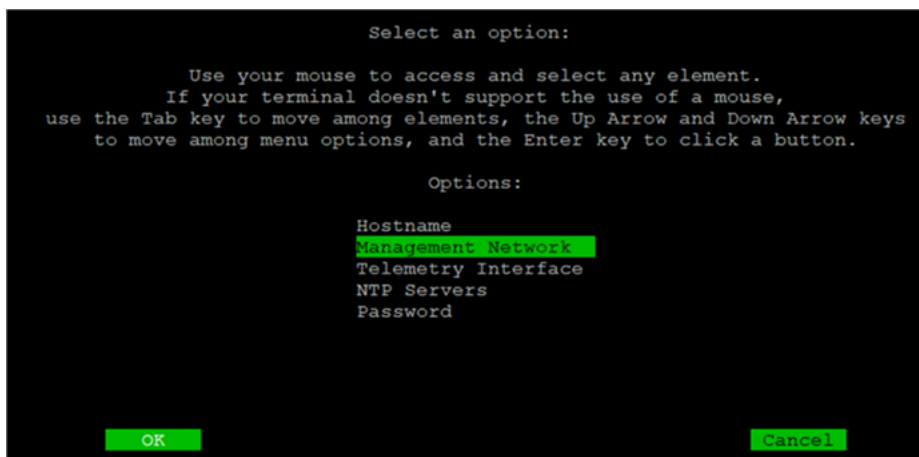 Select an option:
Use your mouse to access and select any element.
If your terminal doesn't support the use of a mouse,
use the Tab key to move among elements, the Up Arrow and Down Arrow keys
to move among menu options, and the Enter key to click a button.
Options:
Hostname
Management Network
Telemetry Interface
NTP Servers
Password
OK Cancel